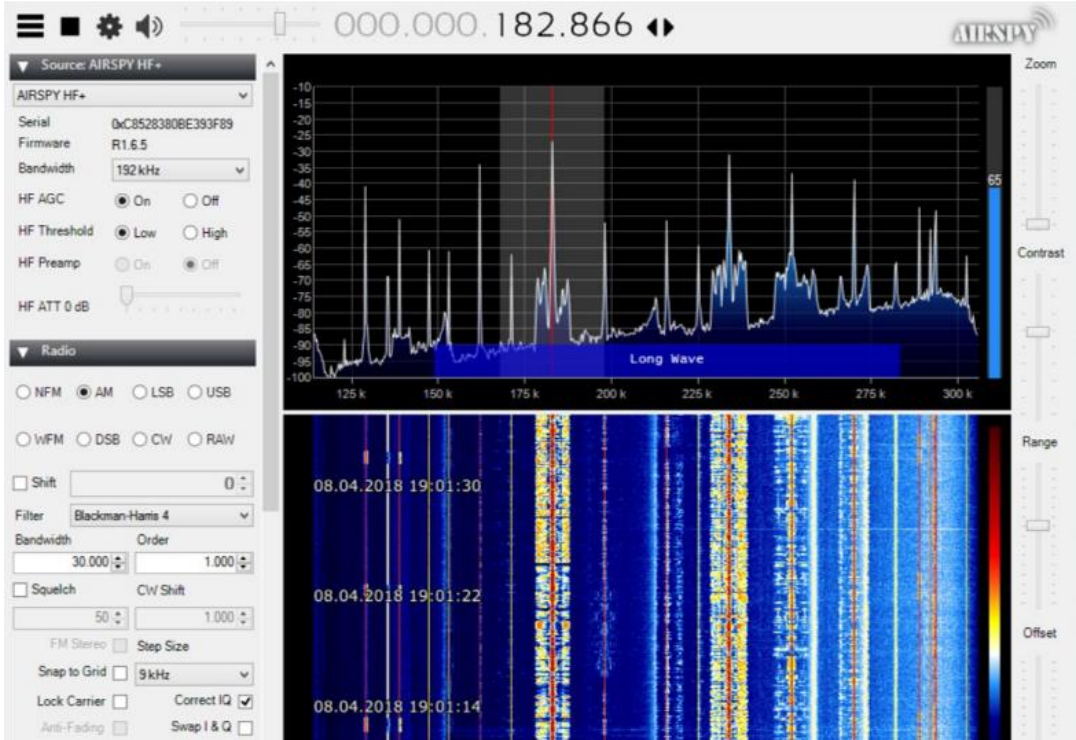 000.000.182.866
AIRSPY
Source: AIRSPY HF+
AIRSPY HF+
Serial 0xC8528380BE393F89
Firmware R1.6.5
Bandwidth 192 kHz
HF AGC On Off
HF Threshold Low High
HF Preamp On Off
HF ATT 0 dB
Radio
NFM AM LSB USB
WFM DSB CW RAW
Shift 0
Filter Blackman-Harris 4
Bandwidth Order
30.000 1.000
Squelch CW Shift
50 1.000
FM Stereo Step Size
Snap to Grid 9 kHz
Lock Carrier Correct IQ
Anti-Fading Swap I & Q
-10
-15
-20
-25
-30
-35
-40
-45
-50
-55
-60
-65
-70
-75
-80
-85
-90
-95
-100
Long Wave
125 k 150 k 175 k 200 k 225 k 250 k 275 k 300 k
65
08.04.2018 19:01:30
08.04.2018 19:01:22
08.04.2018 19:01:14
Zoom
Contrast
Range
Offset